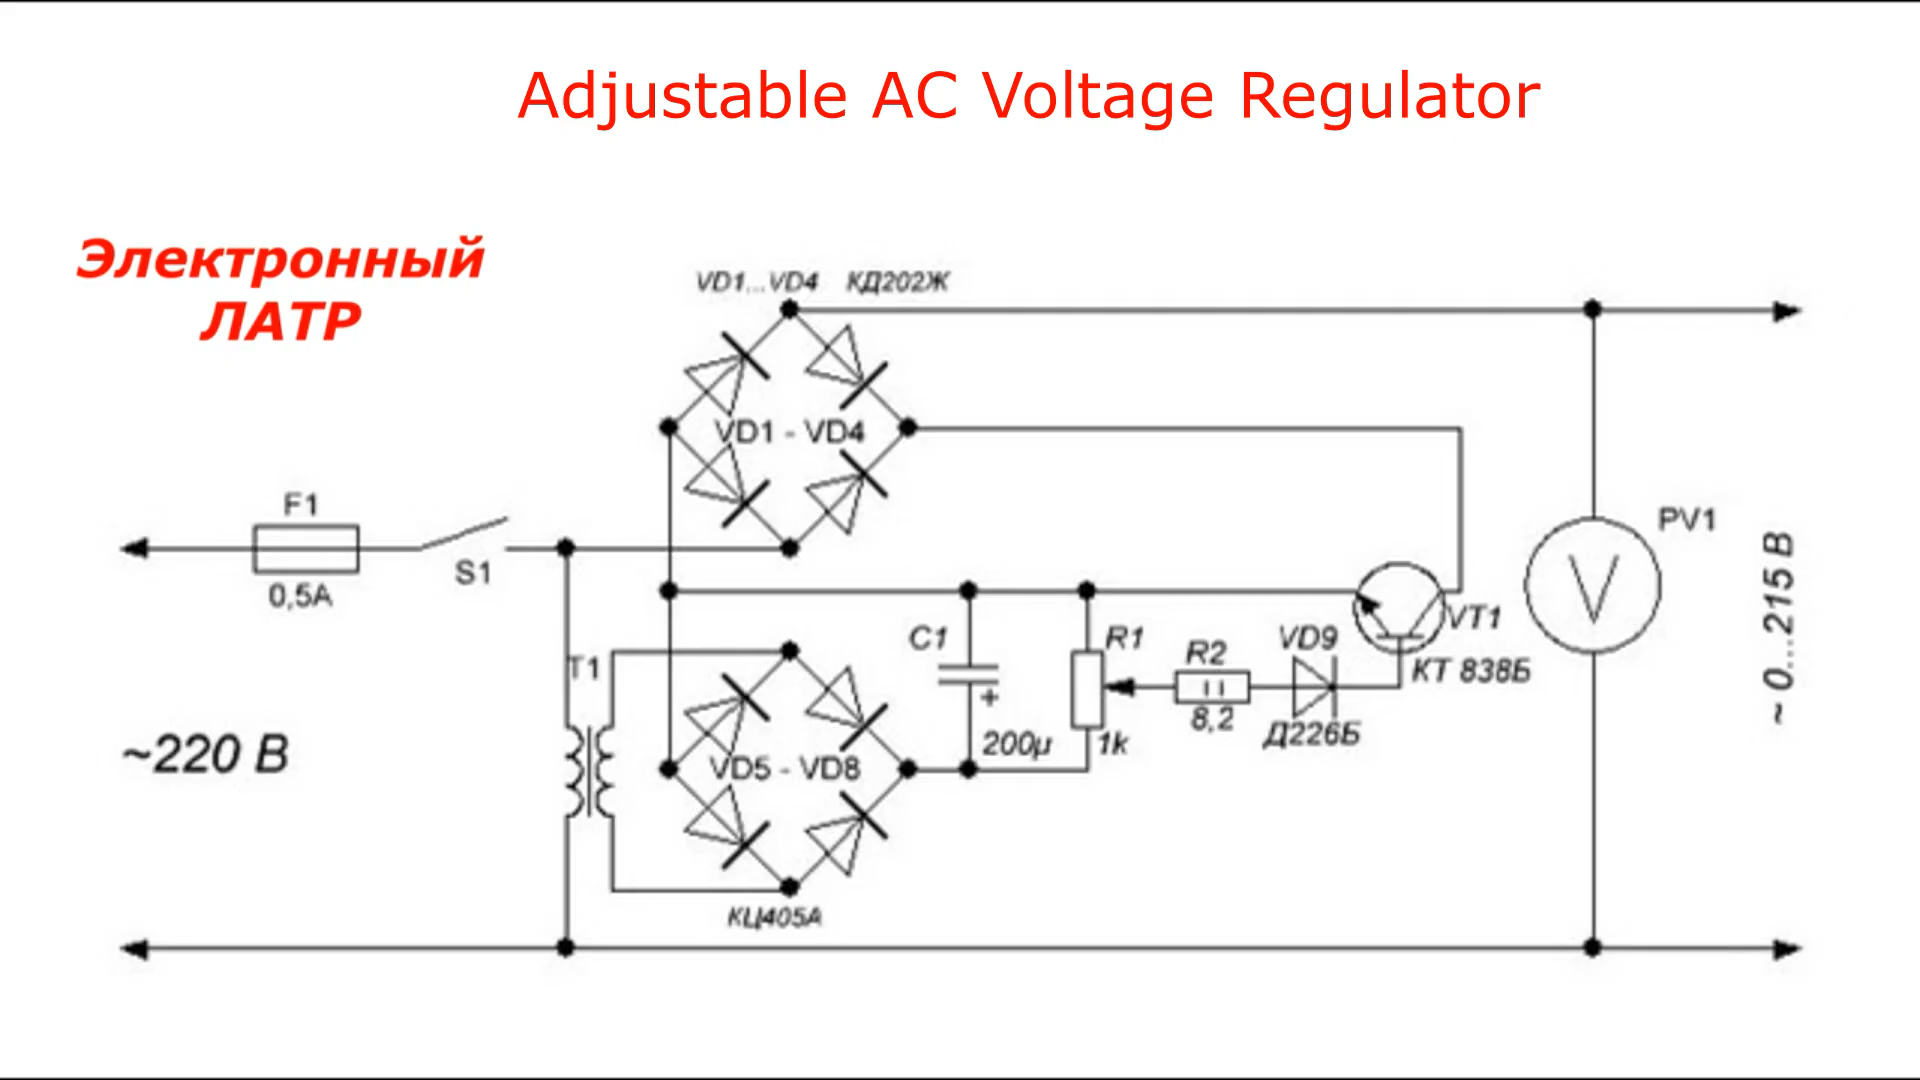 Adjustable AC Voltage Regulator
Электронный
ЛАТР
VD1...VD4 КД202Ж
VD1 - VD4
F1
0,5A
S1
PV1
V
~ 0...215 В
C1
+
200µ
R1
1k
R2
8,2
VD9
Д226Б
VT1
КТ 838Б
T1
VD5 - VD8
КЦ405А
~220 В